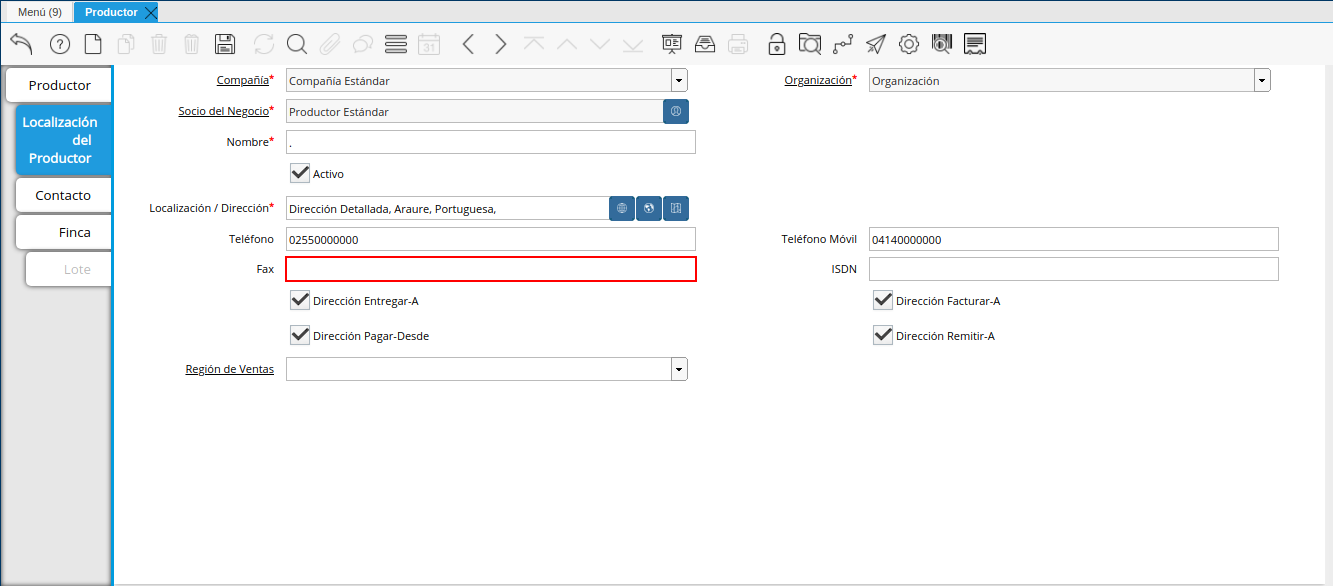 Menú (9)
Productor
31
Productor
Localización
del
Productor
Contacto
Finca
Lote
Compañía* Compañía Estándar
Organización* Organización
Socio del Negocio* Productor Estándar
Nombre* .
Activo
Localización / Dirección* Dirección Detallada, Araure, Portuguesa,
Teléfono 02550000000
Teléfono Móvil 04140000000
Fax
ISDN
Dirección Entregar-A
Dirección Facturar-A
Dirección Pagar-Desde
Dirección Remitir-A
Región de Ventas